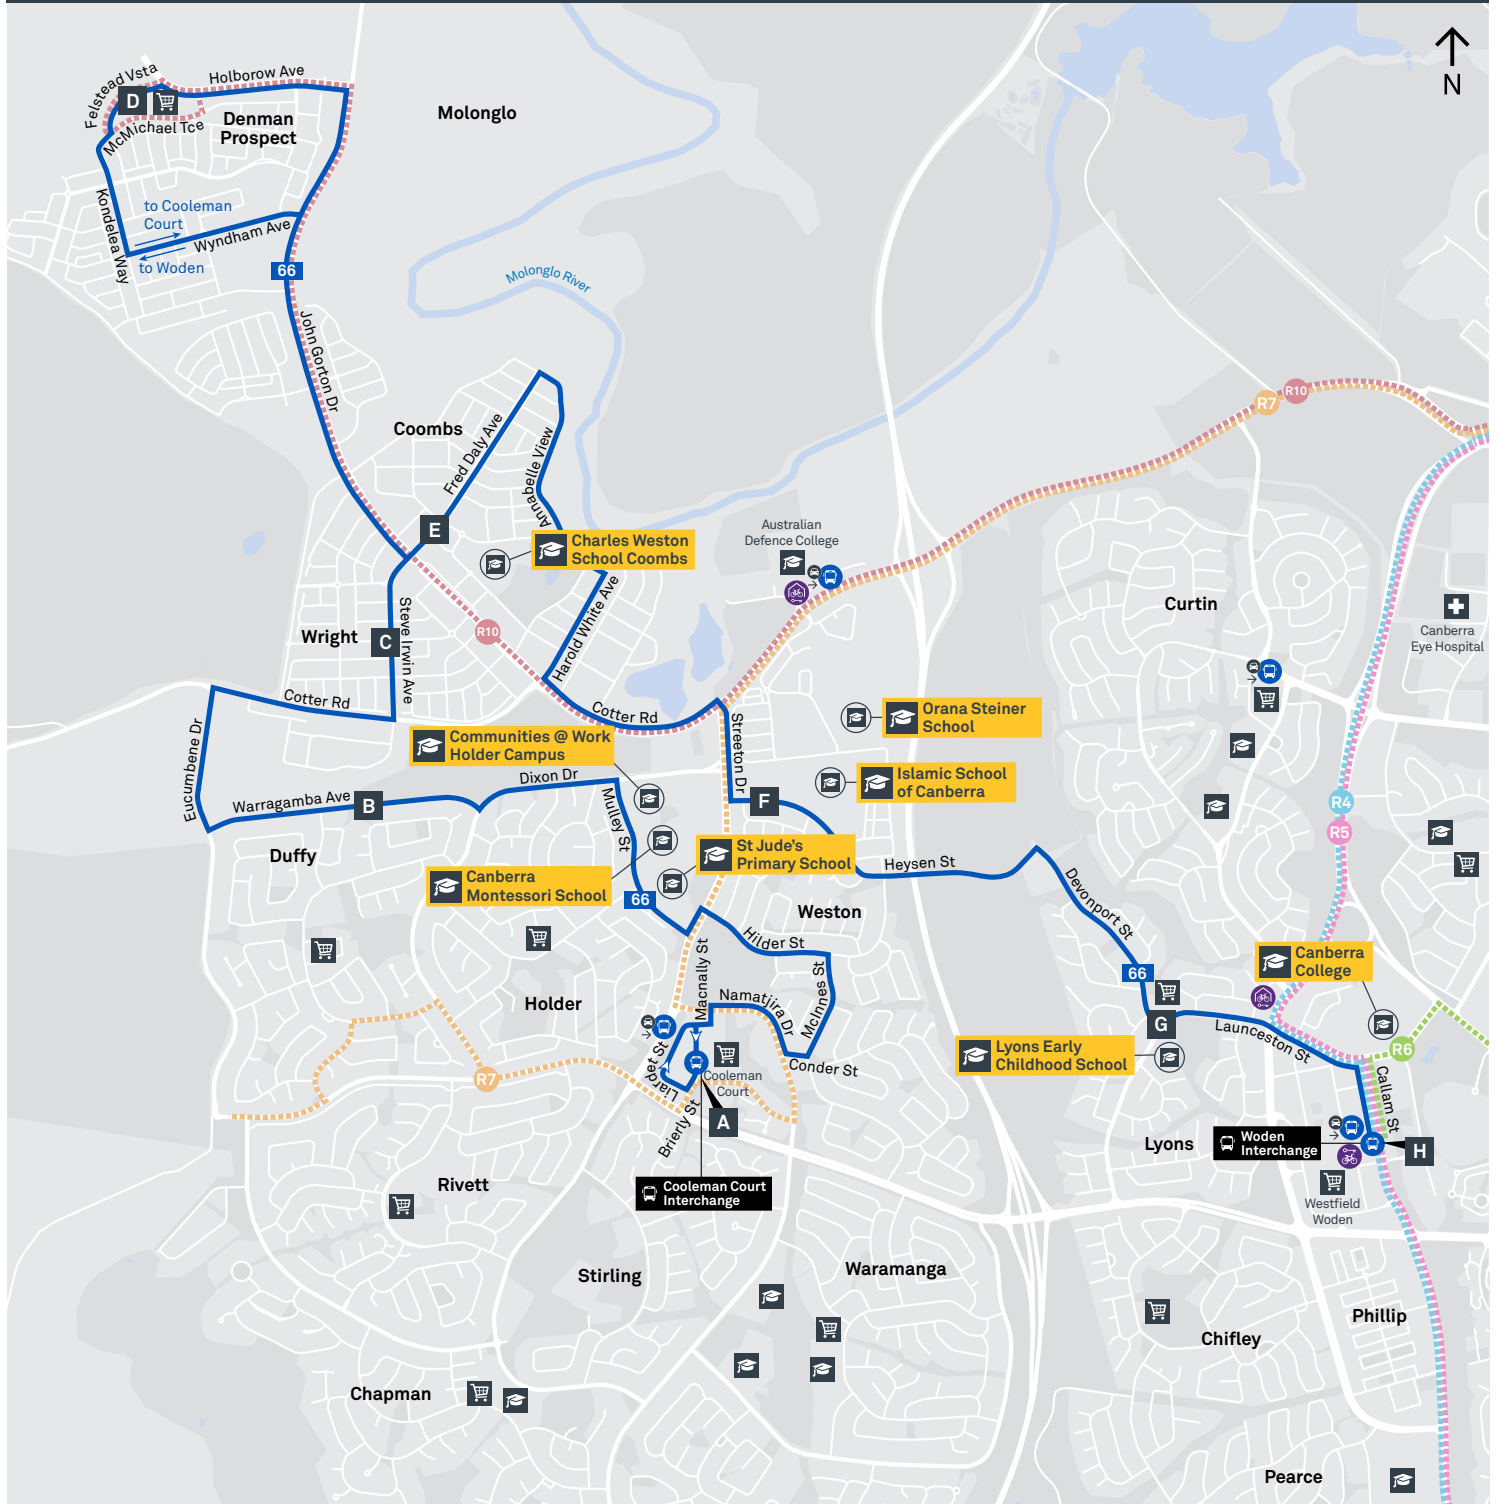 N
Felstead Vsta
Holborow Ave
D
McMichael Tce
Denman
Prospect
Molonglo
Kondelea Way
to Cooleman
Court
Wyndham Ave
to Woden
66
Molonglo River
John Gorton Dr
R7
R10
Coombs
Fred Daly Ave
Annabelle View
E
Australian
Defence College
Charles Weston
School Coombs
Curtin
Canberra
Eye Hospital
Steve Irwin Ave
Wright
C
R10
Harold White Ave
Cotter Rd
Cotter Rd
Streeton Dr
Orana Steiner
School
Communities @ Work
Holder Campus
Eucumbene Dr
Dixon Dr
Islamic School
of Canberra
Warragamba Ave
B
F
R4
R5
Mulley St
Duffy
St Jude's
Primary School
Heysen St
Canberra
Montessori School
66
Devonport St
Weston
Hilder St
Macnally St
McInnes St
66
Canberra
College
Holder
Namatjira Dr
G
Launceston St
Liardet St
Conder St
Lyons Early
Childhood School
R6
R7
Cooleman
Court
Callam St
Brierly St
A
Lyons
Woden
Interchange
H
Rivett
Cooleman Court
Interchange
Westfield
Woden
Stirling
Waramanga
Phillip
Chifley
Chapman
Pearce